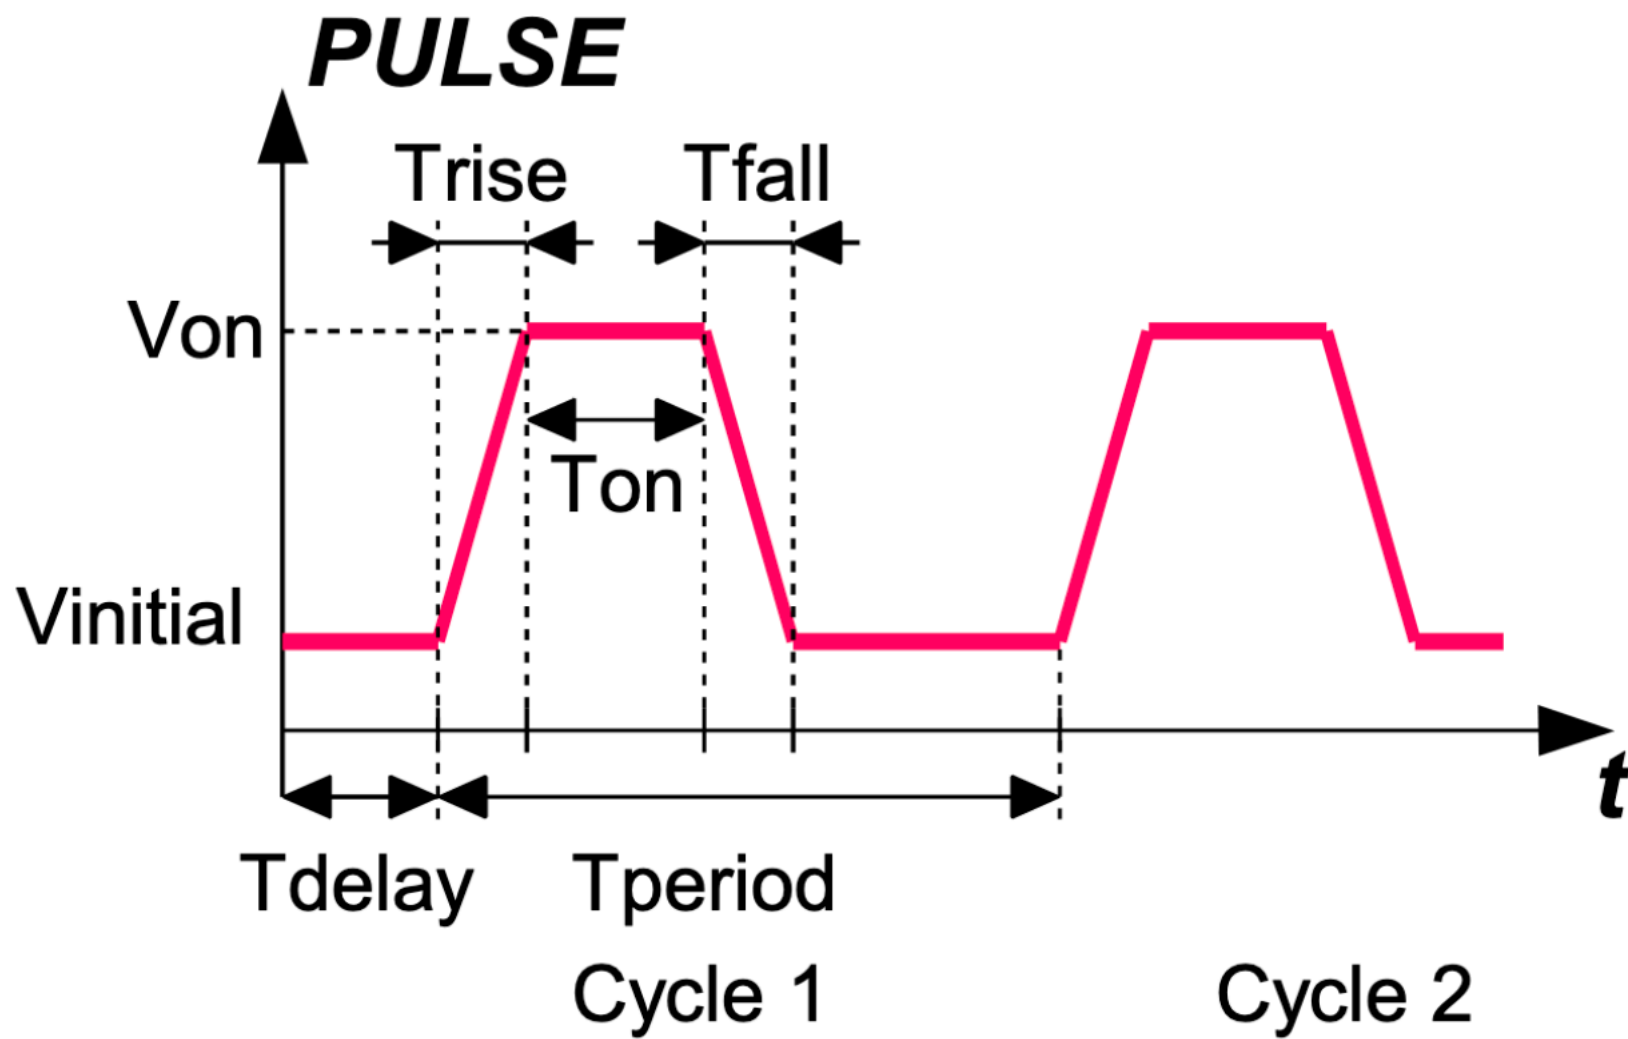 PULSE
Trise
Tfall
Von
Ton
Vinitial
t
Tdelay
Tperiod
Cycle 1
Cycle 2